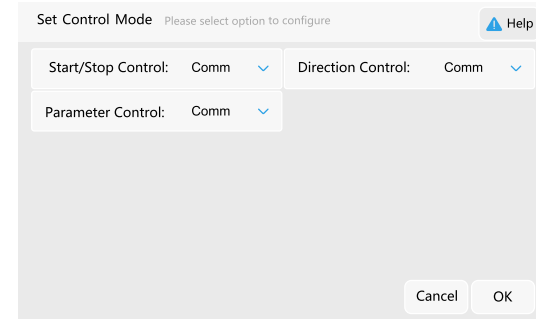 Set Control Mode Please select option to configure
Help
Start/Stop Control: Comm Direction Control: Comm
Parameter Control: Comm
Cancel OK